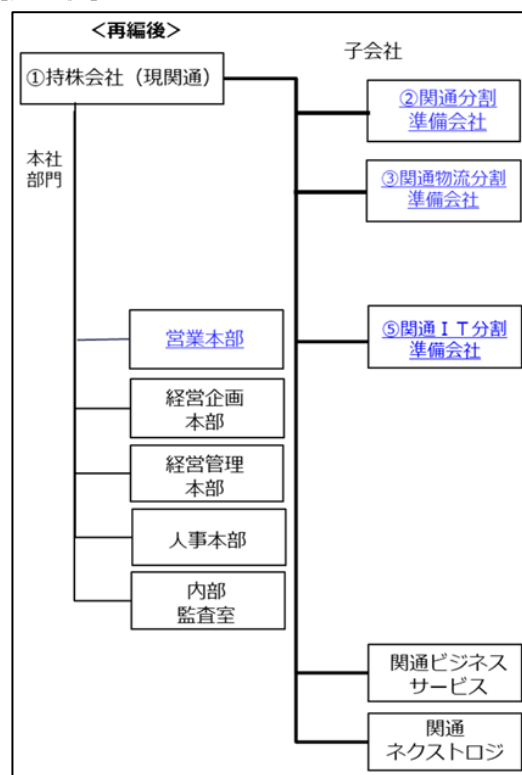 ＜再編後＞
子会社
①持株会社（現関通）
②関通分割
準備会社
本社
部門
③関通物流分割
準備会社
営業本部
⑤関通ＩＴ分割
準備会社
経営企画
本部
経営管理
本部
人事本部
内部
監査室
関通ビジネス
サービス
関通
ネクストロジ